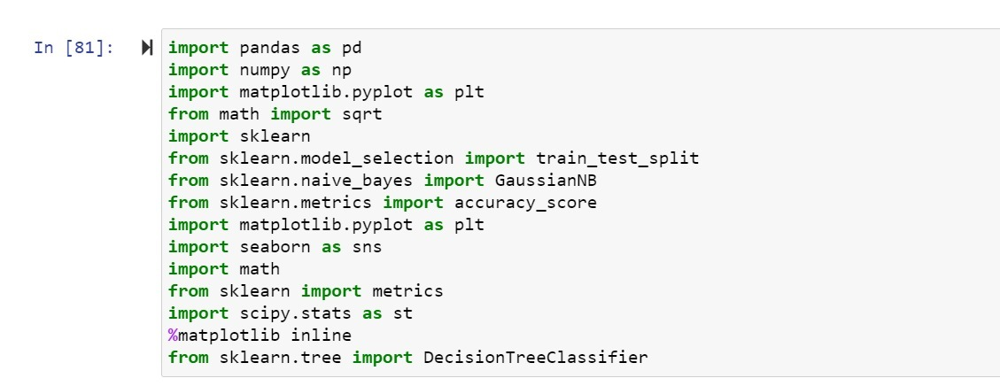 In [81]:
import pandas as pd
import numpy as np
import matplotlib.pyplot as plt
from math import sqrt
import sklearn
from sklearn.model_selection import train_test_split
from sklearn.naive_bayes import GaussianNB
from sklearn.metrics import accuracy_score
import matplotlib.pyplot as plt
import seaborn as sns
import math
from sklearn import metrics
import scipy.stats as st
%matplotlib inline
from sklearn.tree import DecisionTreeClassifier